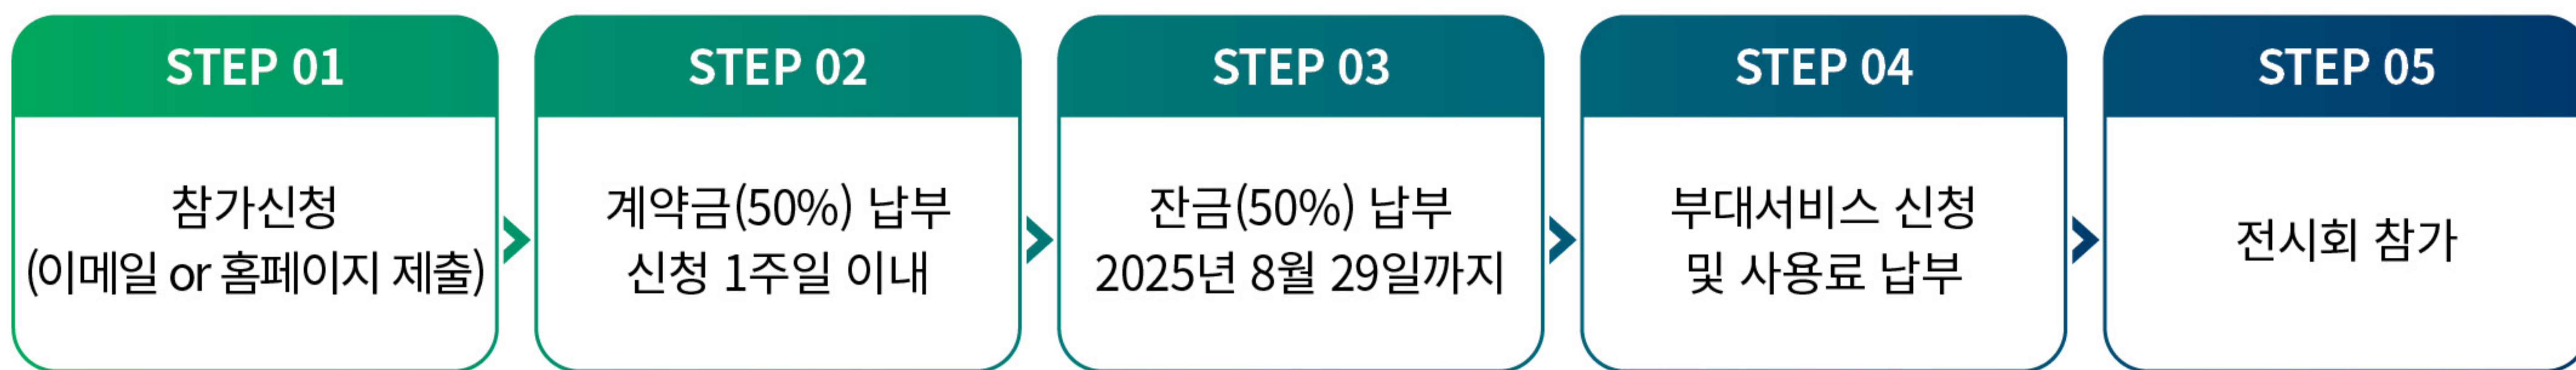 STEP 01
참가신청
(이메일 or 홈페이지 제출)
STEP 02
계약금(50%) 납부
신청 1주일 이내
STEP 03
잔금(50%) 납부
2025년 8월 29일까지
STEP 04
부대서비스 신청
및 사용료 납부
STEP 05
전시회 참가